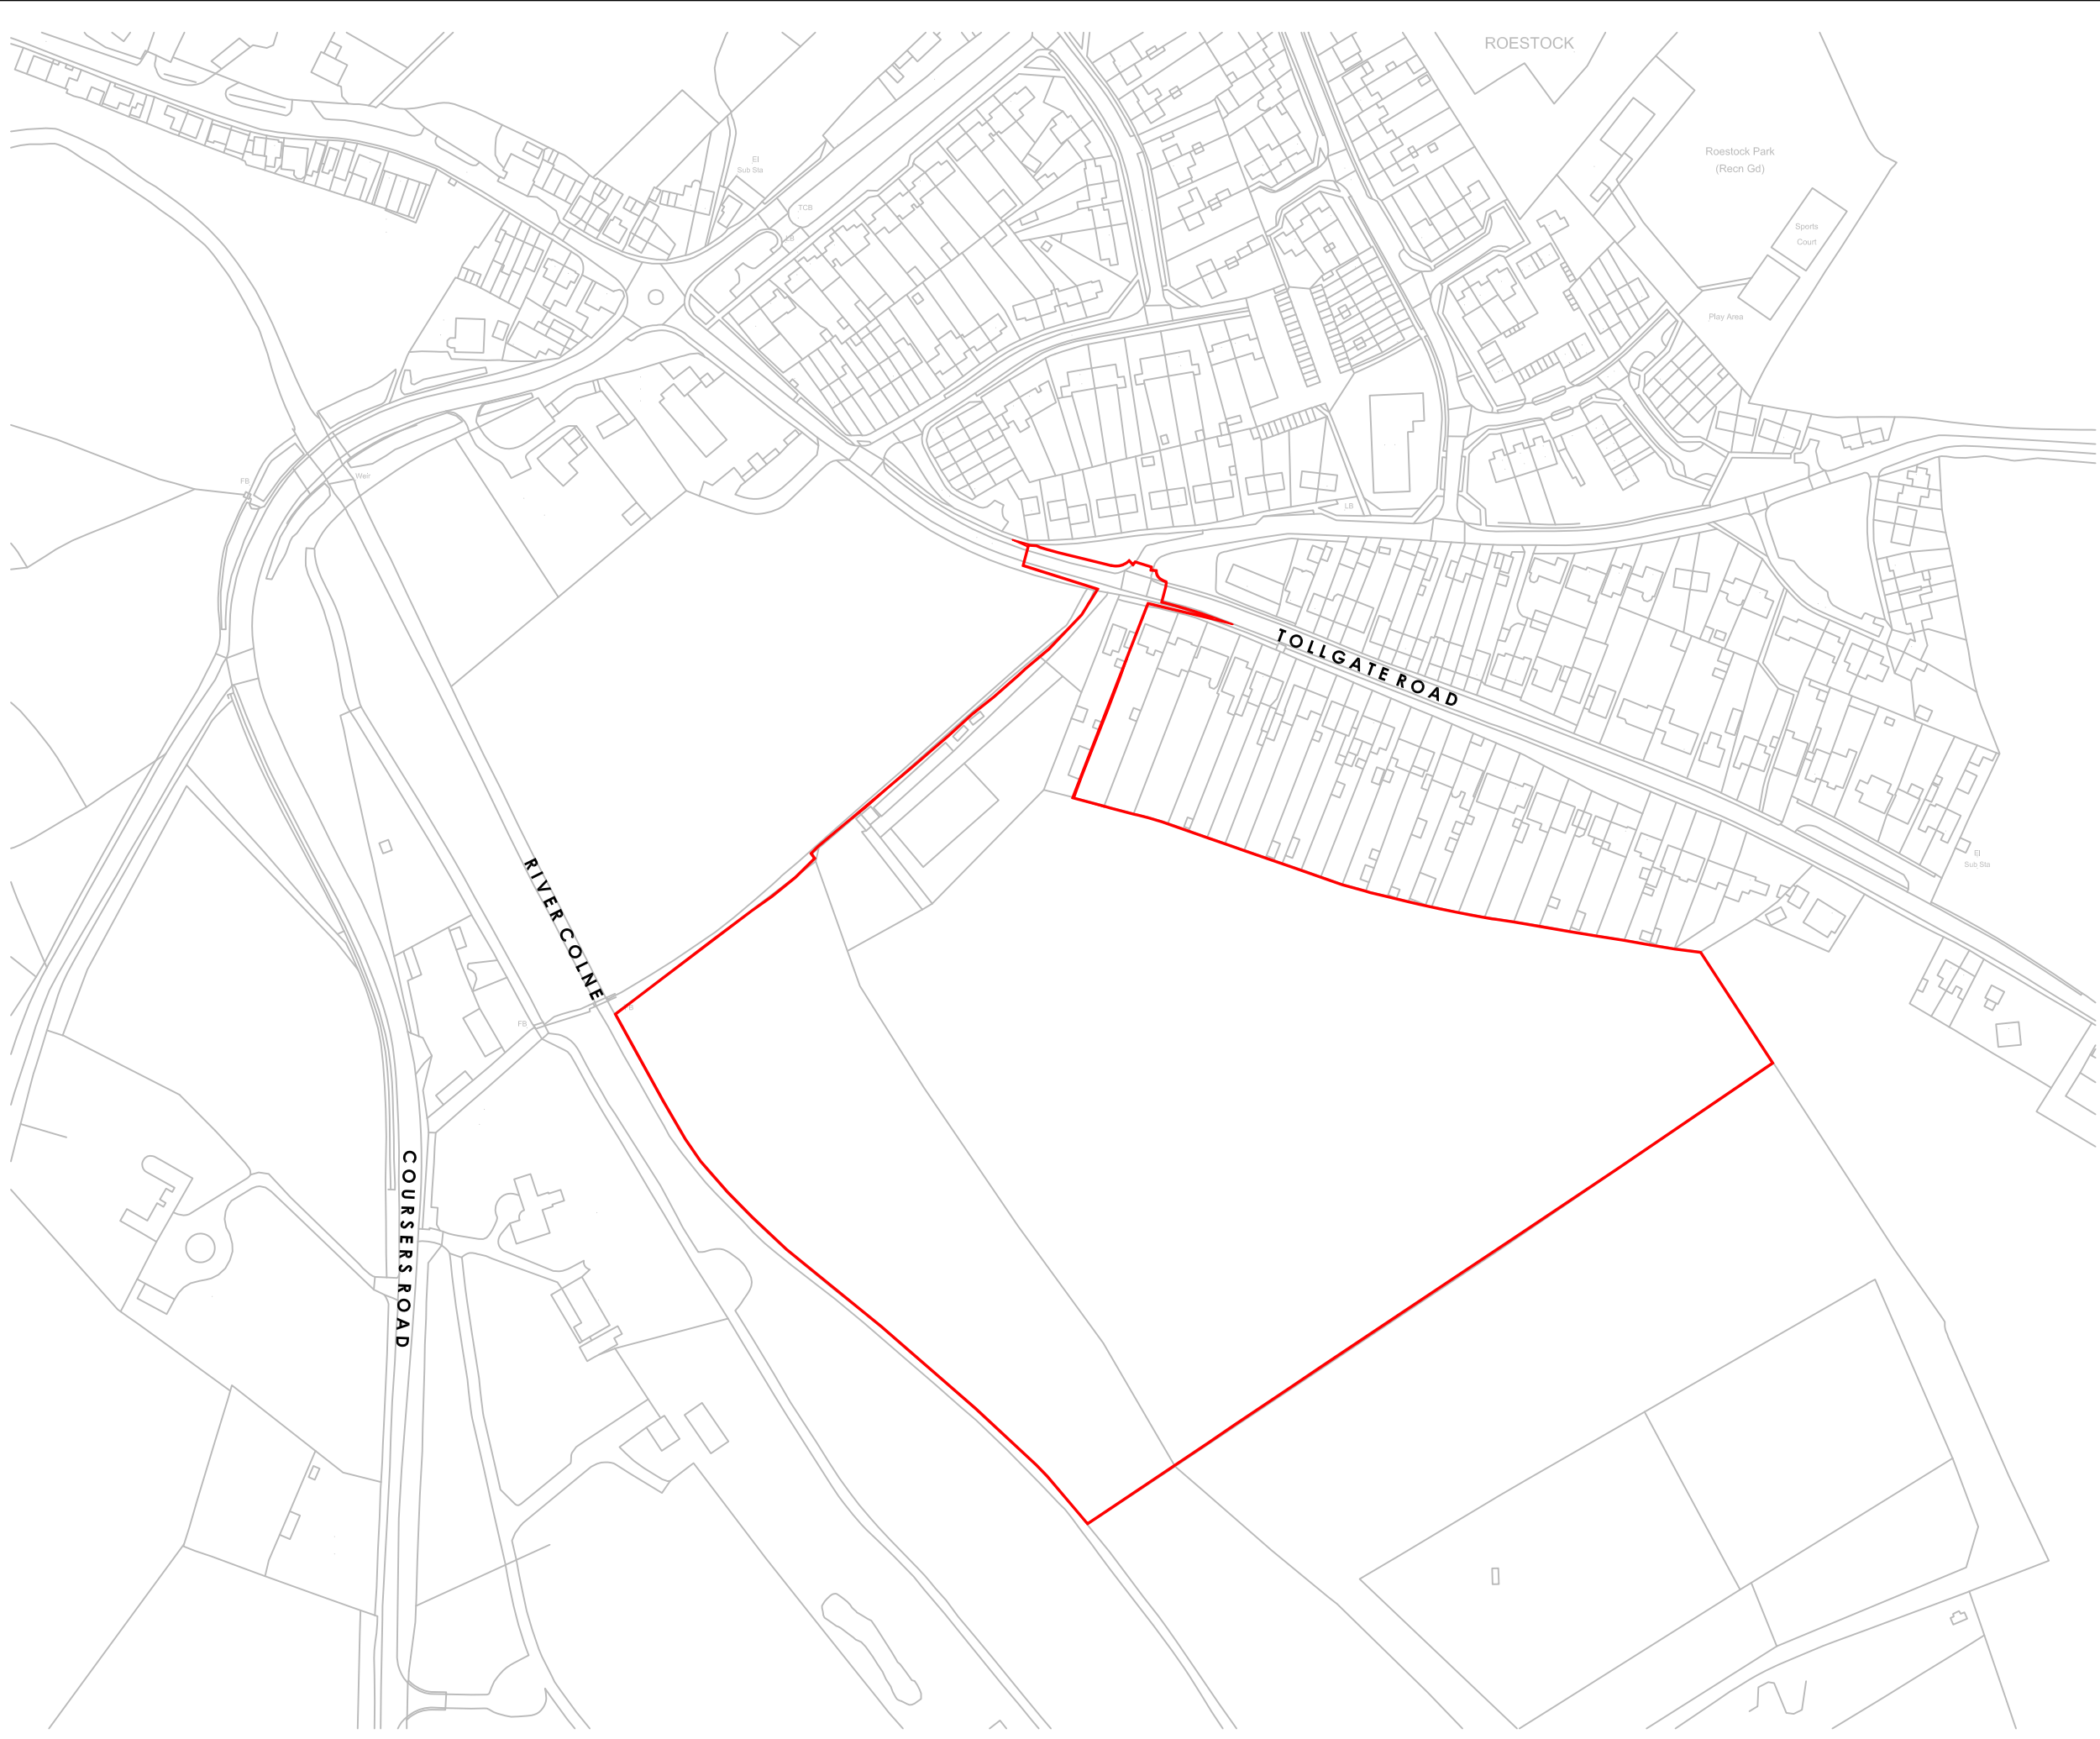 ROESTOCK
Roestock Park
(Recn Gd)
El
Sub Sta
TCB
LB
Sports
Court
Play Area
FB
Weir
LB
TOLLGATE ROAD
El
Sub Sta
RIVER COLNE
FB
COURSERS ROAD